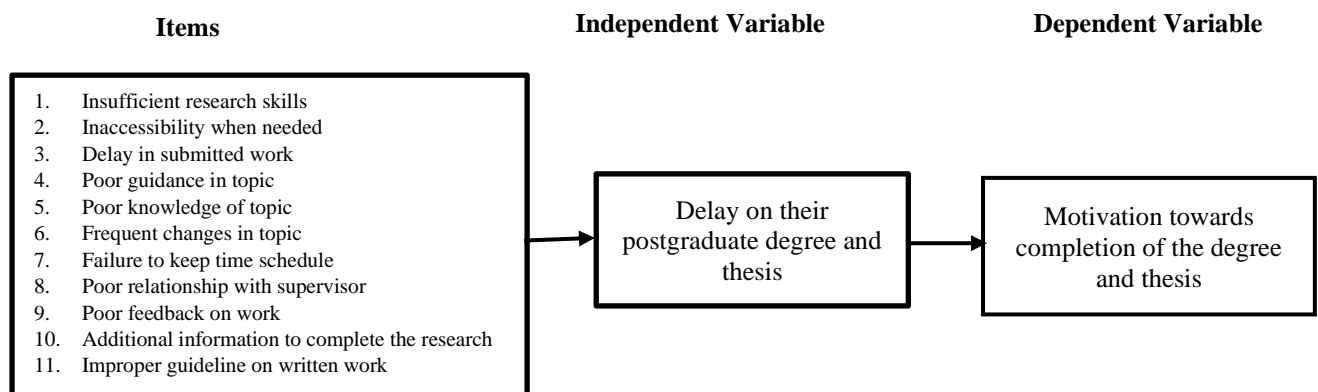 Items
Independent Variable
Dependent Variable
1. Insufficient research skills
2. Inaccessibility when needed
3. Delay in submitted work
4. Poor guidance in topic
5. Poor knowledge of topic
6. Frequent changes in topic
7. Failure to keep time schedule
8. Poor relationship with supervisor
9. Poor feedback on work
10. Additional information to complete the research
11. Improper guideline on written work
Delay on their
postgraduate degree and
thesis
Motivation towards
completion of the degree
and thesis